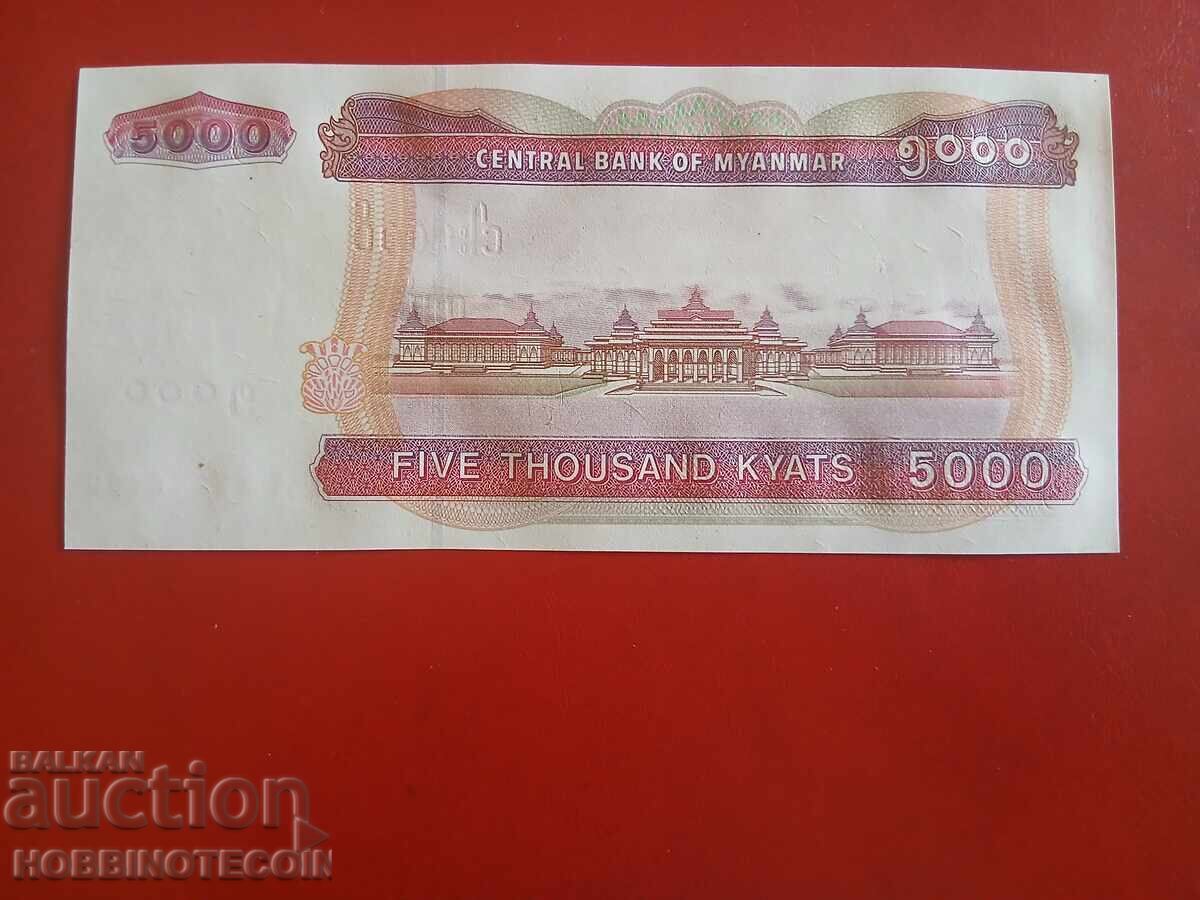 5000
CENTRAL BANK OF MYANMAR ၅၀၀၀
FIVE THOUSAND KYATS 5000
BALKAN
auction
HOBBINOTECOIN